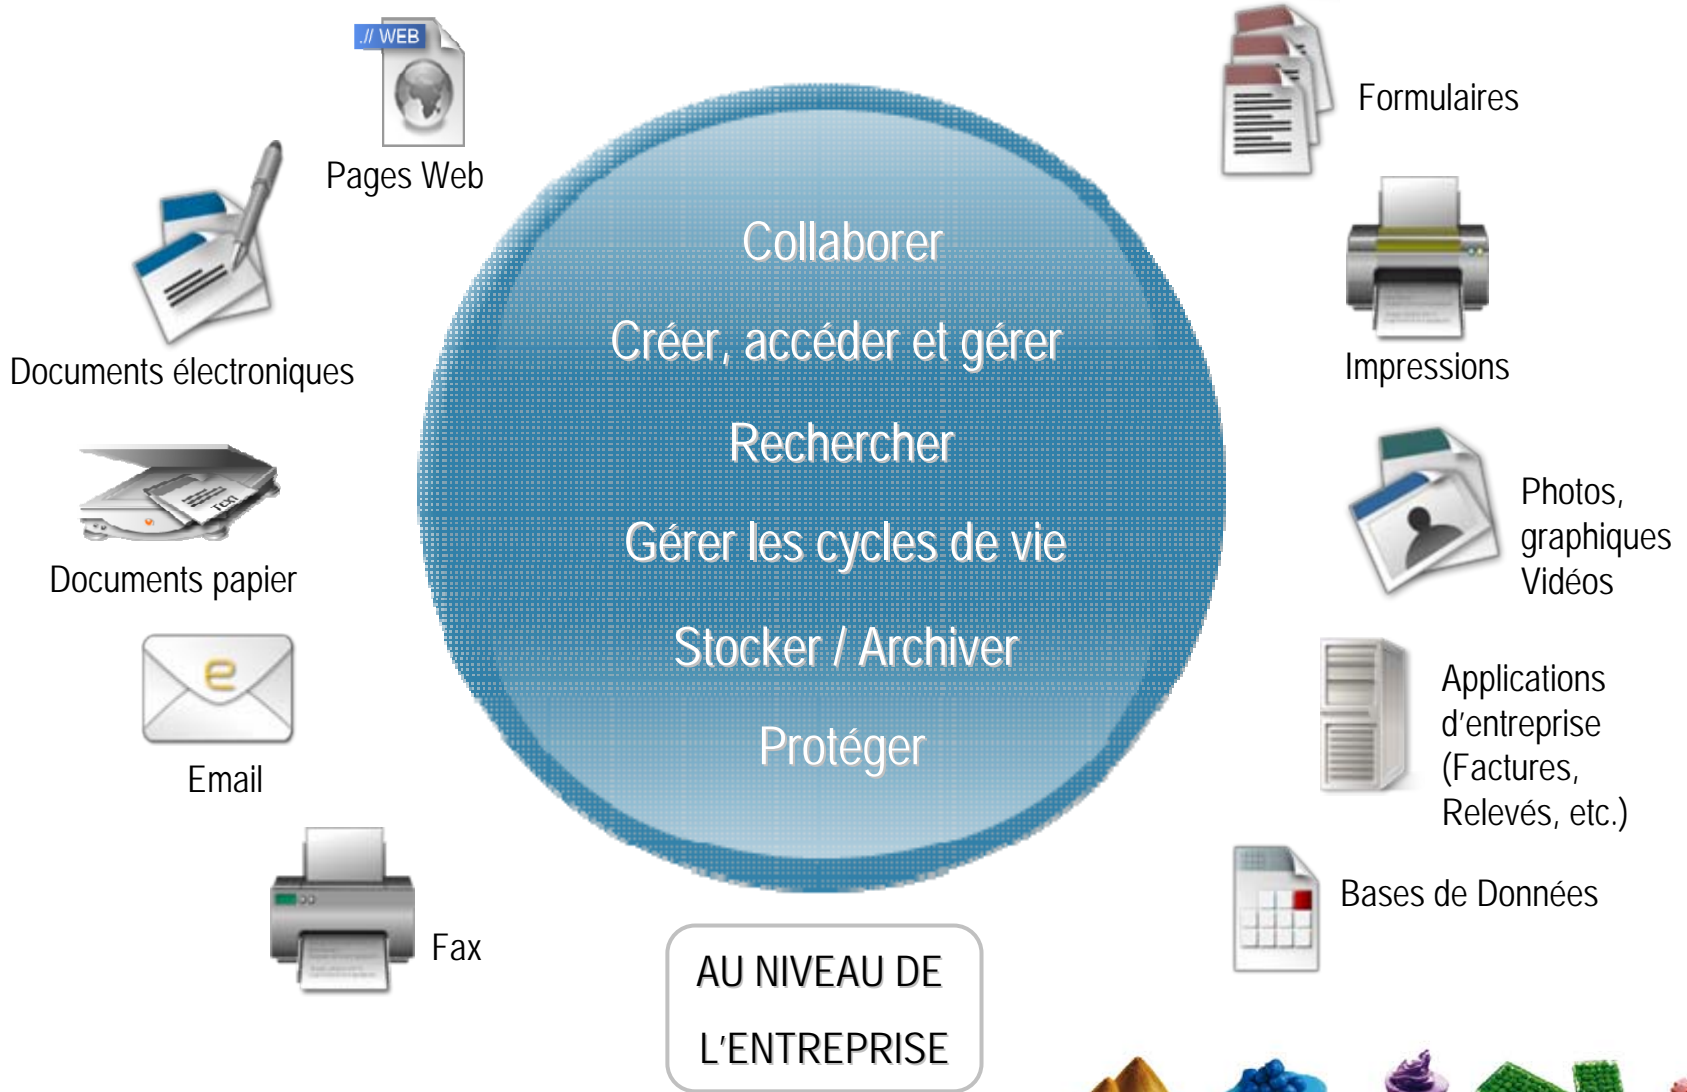 .// WEB
Pages Web
Formulaires
Documents électroniques
Impressions
Collaborer
Créer, accéder et gérer
Rechercher
Gérer les cycles de vie
Stocker / Archiver
Protéger
TEXT
Documents papier
Photos,
graphiques
Vidéos
e
Email
Applications
d'entreprise
(Factures,
Relevés, etc.)
Fax
Bases de Données
AU NIVEAU DE
L'ENTREPRISE